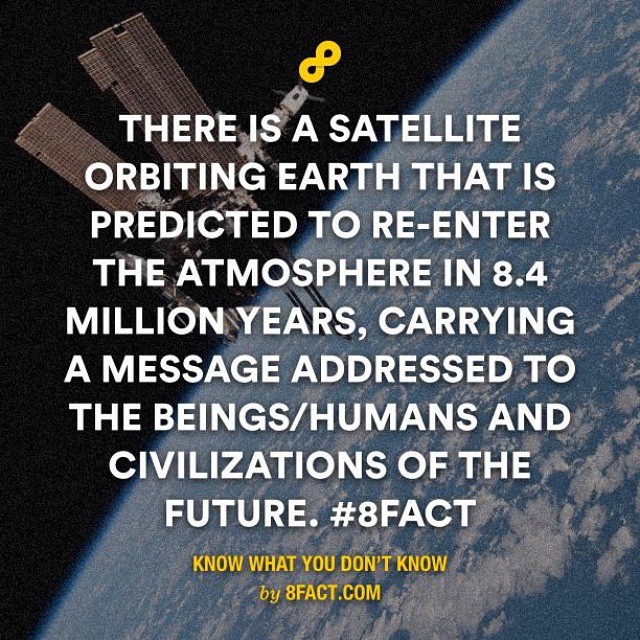 THERE IS A SATELLITE
ORBITING EARTH THAT IS
PREDICTED TO RE-ENTER
THE ATMOSPHERE IN 8.4
MILLION YEARS, CARRYING
A MESSAGE ADDRESSED TO
THE BEINGS/HUMANS AND
CIVILIZATIONS OF THE
FUTURE. #8FACT
KNOW WHAT YOU DON'T KNOW
by 8FACT.COM